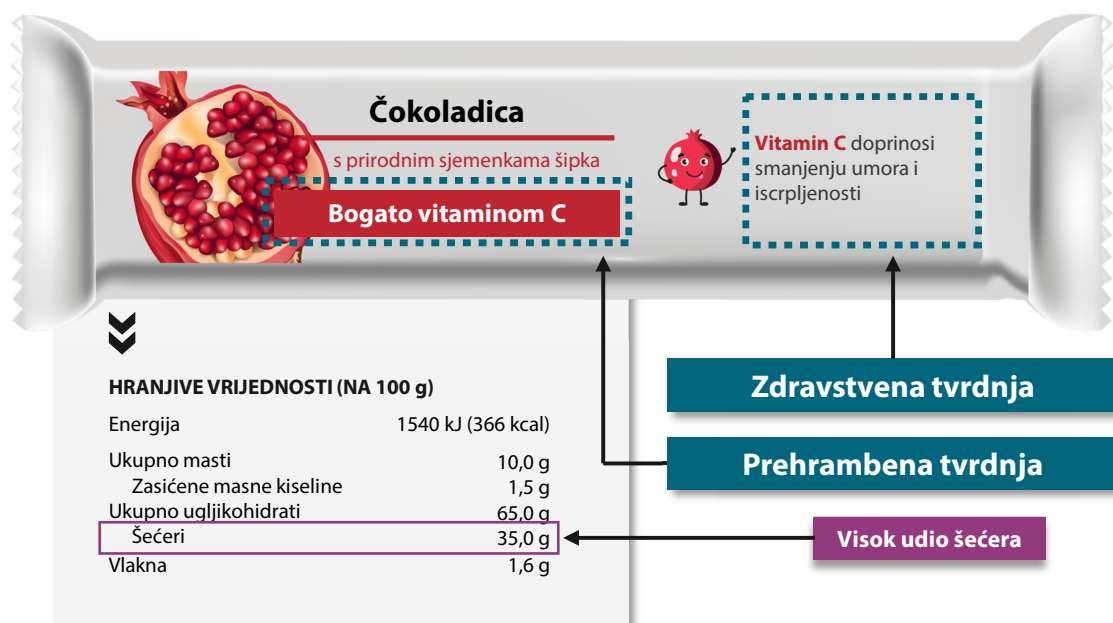 Čokoladica
s prirodnim sjemenkama šipka
Bogato vitaminom C
Vitamin C doprinosi
smanjenju umora i
iscrpljenosti
HRANJIVE VRIJEDNOSTI (NA 100 g)
Energija 1540 kJ (366 kcal)
Ukupno masti 10,0 g
Zasićene masne kiseline 1,5 g
Ukupno ugljikohidrati 65,0 g
Šećeri 35,0 g
Vlakna 1,6 g
Zdravstvena tvrdnja
Prehrambena tvrdnja
Visok udio šećera